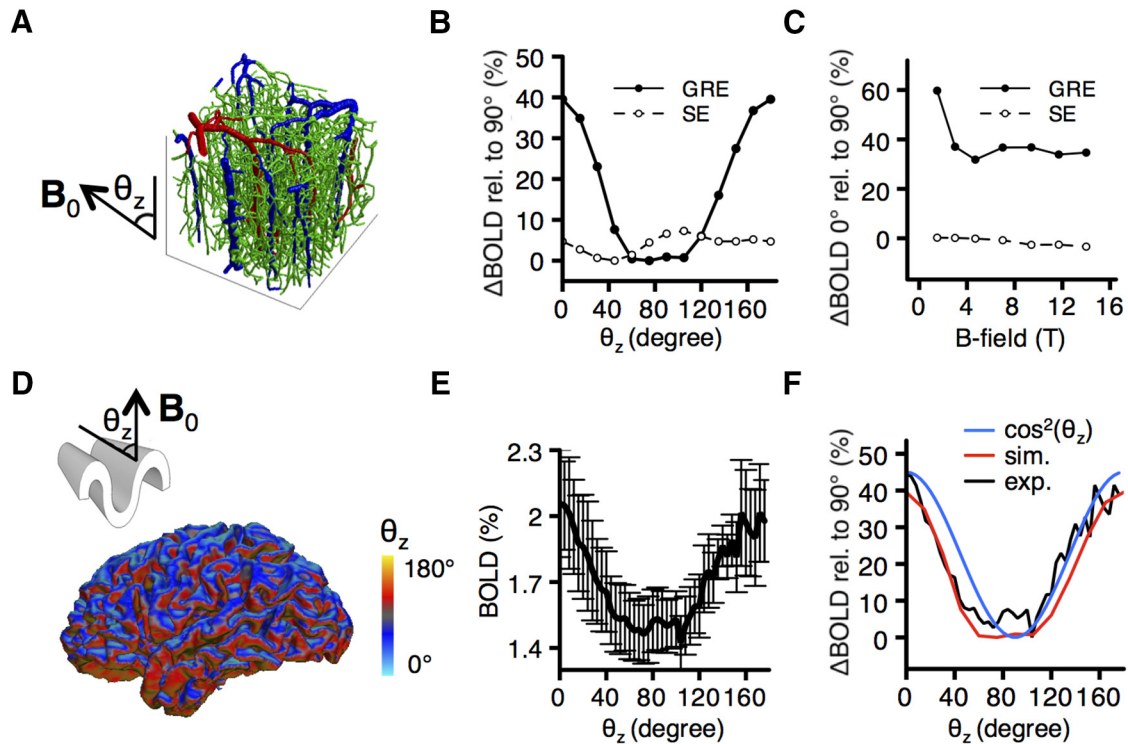 A
B₀
θz
B
ΔBOLD rel. to 90° (%)
50
40
30
20
10
0
GRE
SE
0 40 80 120 160
θz (degree)
C
ΔBOLD 0° rel. to 90° (%)
60
40
20
0
GRE
SE
0 4 8 12 16
B-field (T)
D
θz
B₀
θz
180°
0°
E
BOLD (%)
2.3
2
1.7
1.4
0 40 80 120 160
θz (degree)
F
cos²(θz)
sim.
exp.
ΔBOLD rel. to 90° (%)
50
40
30
20
10
0
0 40 80 120 160
θz (degree)